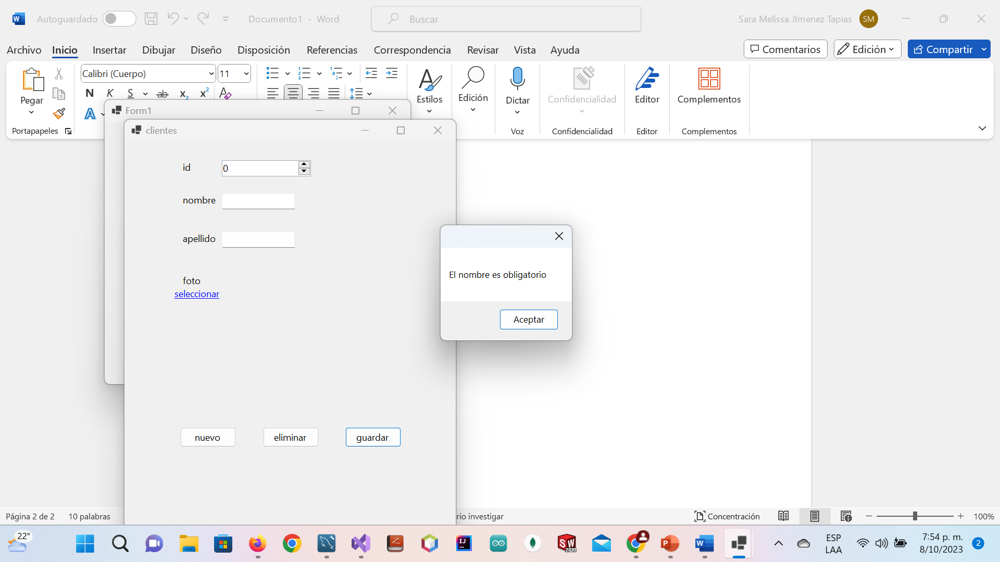 Autoguardado
Documento1 - Word
Buscar
Sara Melissa JImenez Tapias
SM
Archivo Inicio Insertar Dibujar Diseño Disposición Referencias Correspondencia Revisar Vista Ayuda
Comentarios
Edición
Compartir
Calibri (Cuerpo)
11
Pegar
N K S ab x₂ x² A
A
Estilos
Edición
Dictar
Confidencialidad
Editor
Complementos
Portapapeles
Voz
Confidencialidad
Editor
Complementos
Form1
clientes
id
0
nombre
apellido
foto
seleccionar
El nombre es obligatorio
Aceptar
nuevo
eliminar
guardar
Página 2 de 2
10 palabras
rio investigar
Concentración
100%
22°
ESP
LAA
7:54 p. m.
8/10/2023
2